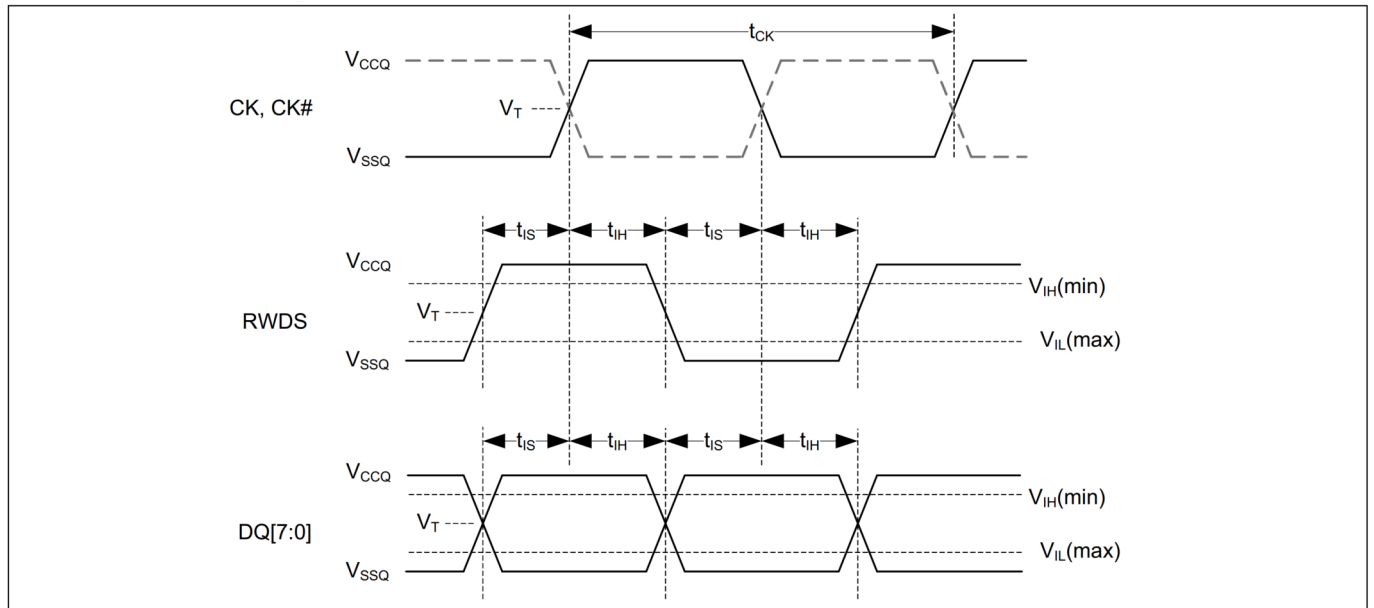 tCK
VCCQ
CK, CK#
VT
VSSQ
tIS tIH tIS tIH
VCCQ
VIH(min)
RWDS
VT
VIL(max)
VSSQ
tIS tIH tIS tIH
VCCQ
VIH(min)
VT
DQ[7:0]
VIL(max)
VSSQ